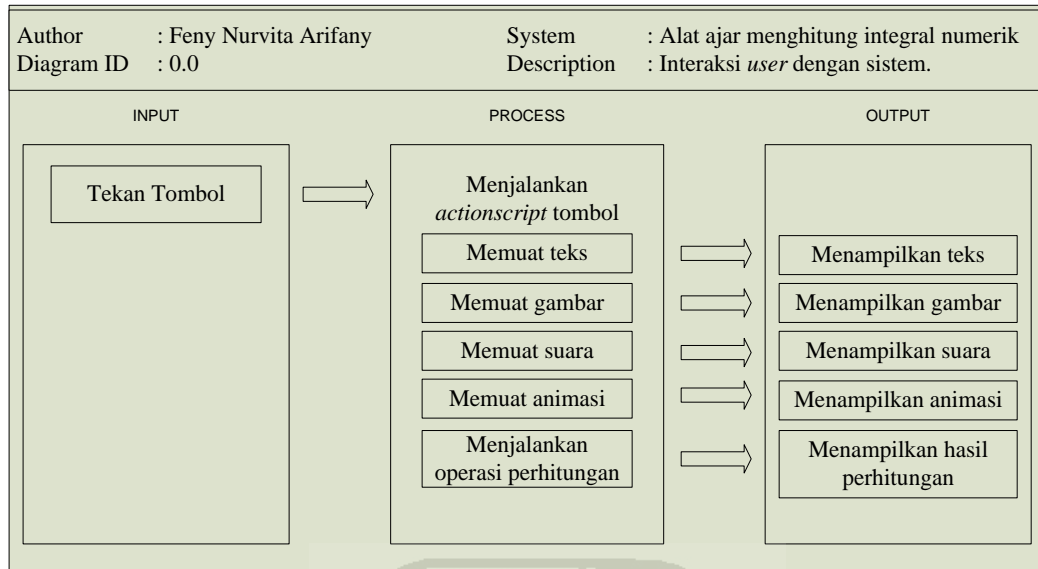 Author : Feny Nurvita Arifany System : Alat ajar menghitung integral numerik
Diagram ID : 0.0 Description : Interaksi user dengan sistem.
INPUT PROCESS OUTPUT
Tekan Tombol
Menjalankan
actionscript tombol
Memuat teks
Memuat gambar
Memuat suara
Memuat animasi
Menjalankan
operasi perhitungan
Menampilkan teks
Menampilkan gambar
Menampilkan suara
Menampilkan animasi
Menampilkan hasil
perhitungan